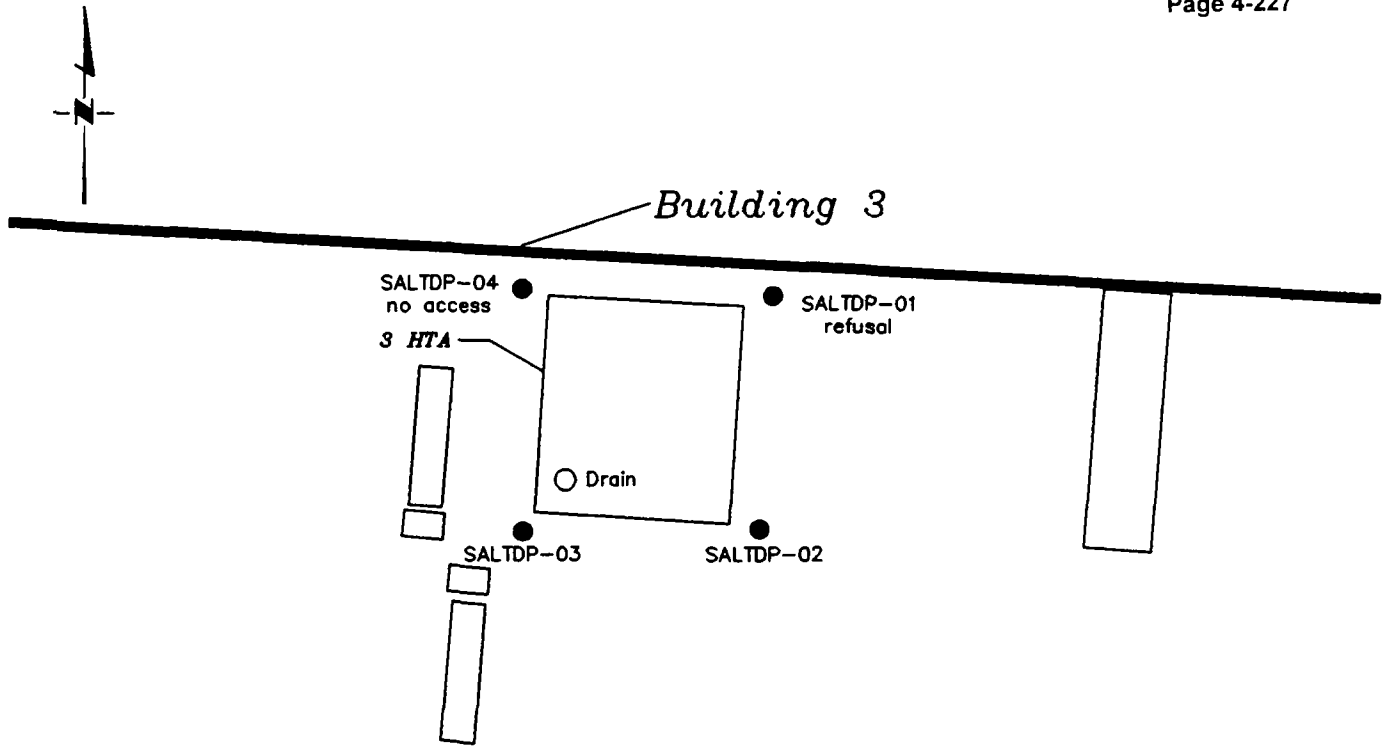 Page 4-227
N
Building 3
SALTDP-04
no access
SALTDP-01
refusal
3 HTA
Drain
SALTDP-03
SALTDP-02